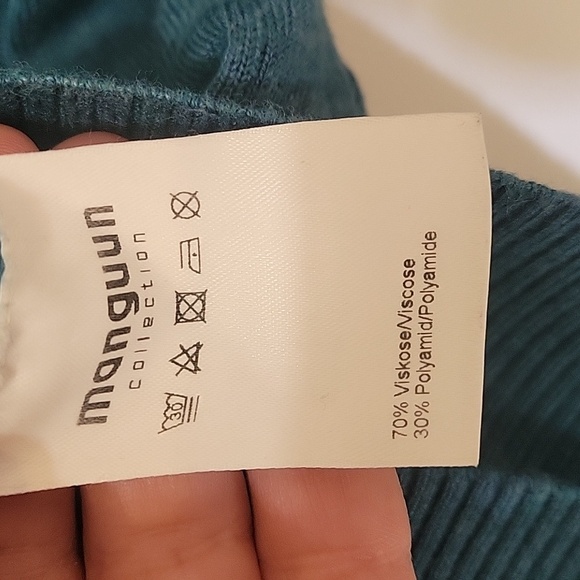 manguun
collection
30
70% Viskose/Viscose
30% Polyamid/Polyamide